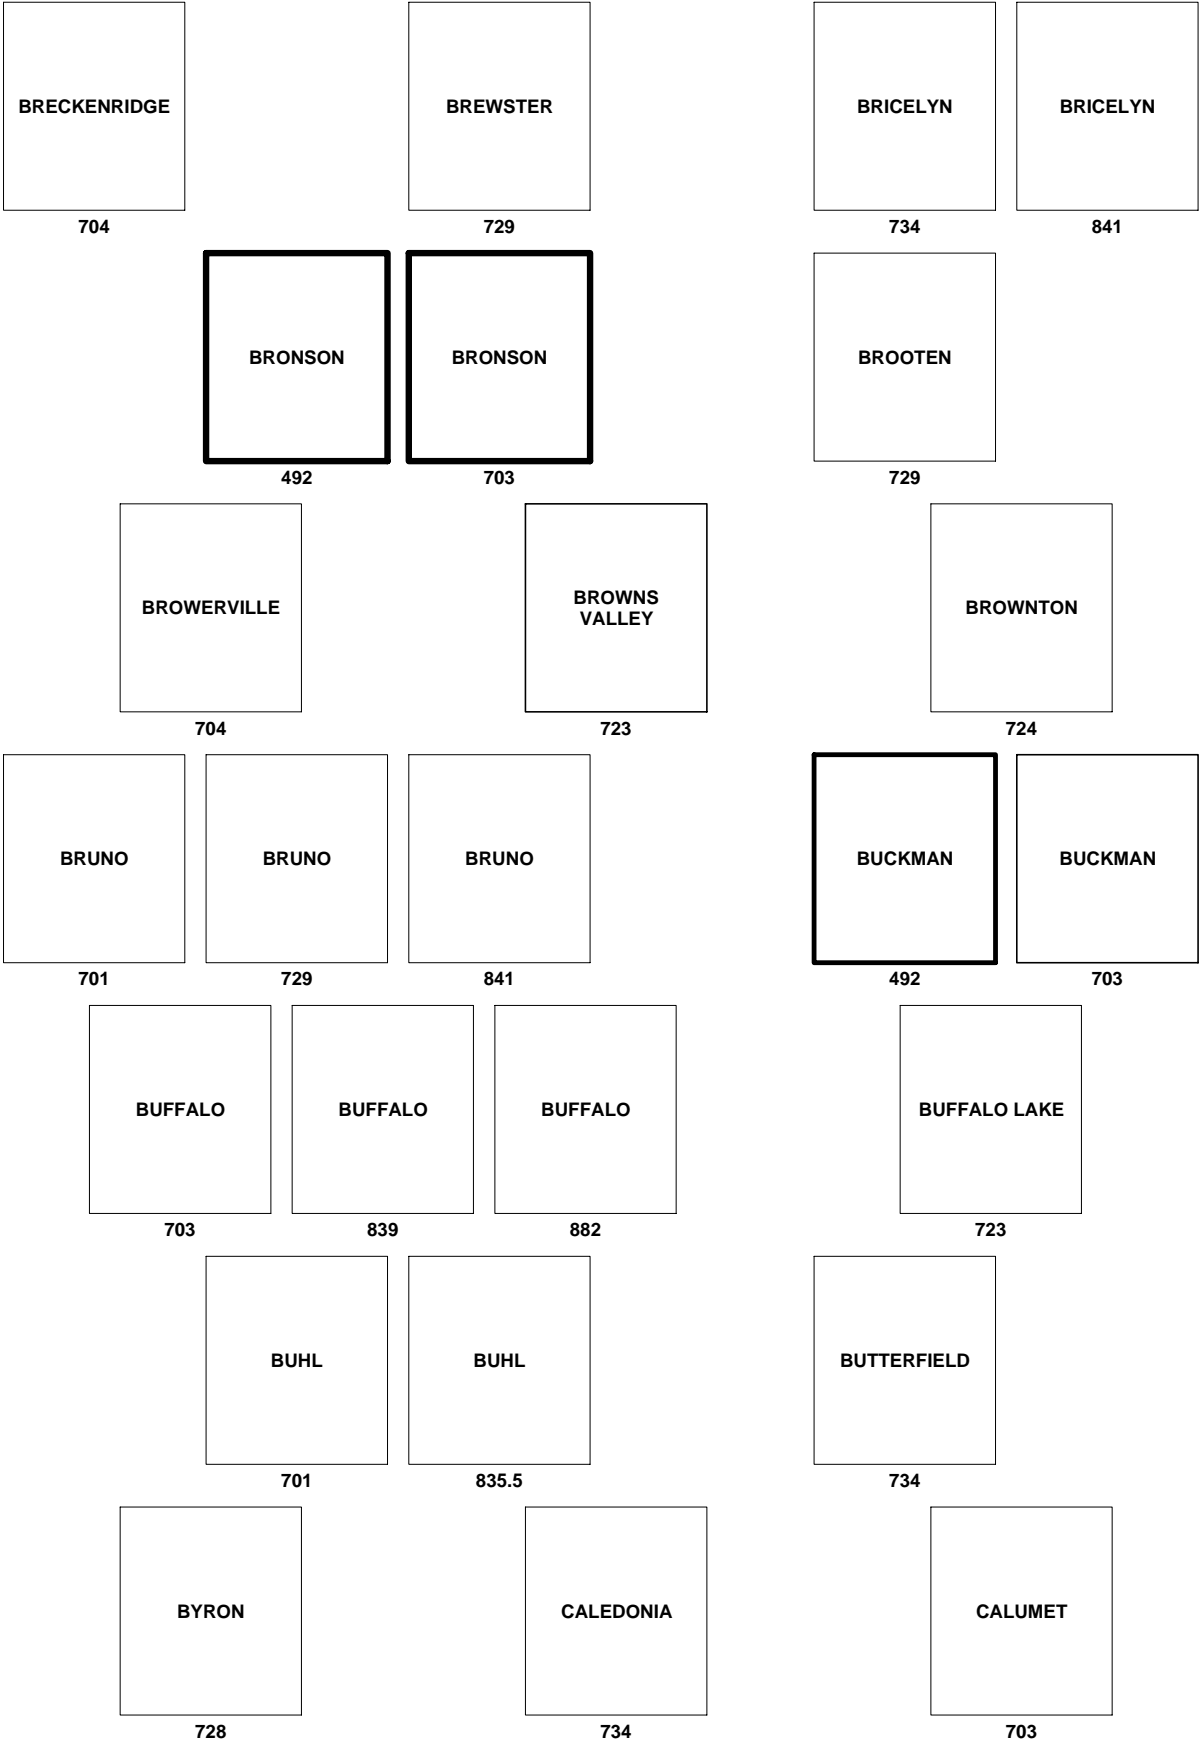 BRECKENRIDGE
704
BREWSTER
729
BRICELYN
734
BRICELYN
841
BRONSON
492
BRONSON
703
BROOTEN
729
BROWERVILLE
704
BROWNS
VALLEY
723
BROWNTON
724
BRUNO
701
BRUNO
729
BRUNO
841
BUCKMAN
492
BUCKMAN
703
BUFFALO
703
BUFFALO
839
BUFFALO
882
BUFFALO LAKE
723
BUHL
701
BUHL
835.5
BUTTERFIELD
734
BYRON
728
CALEDONIA
734
CALUMET
703